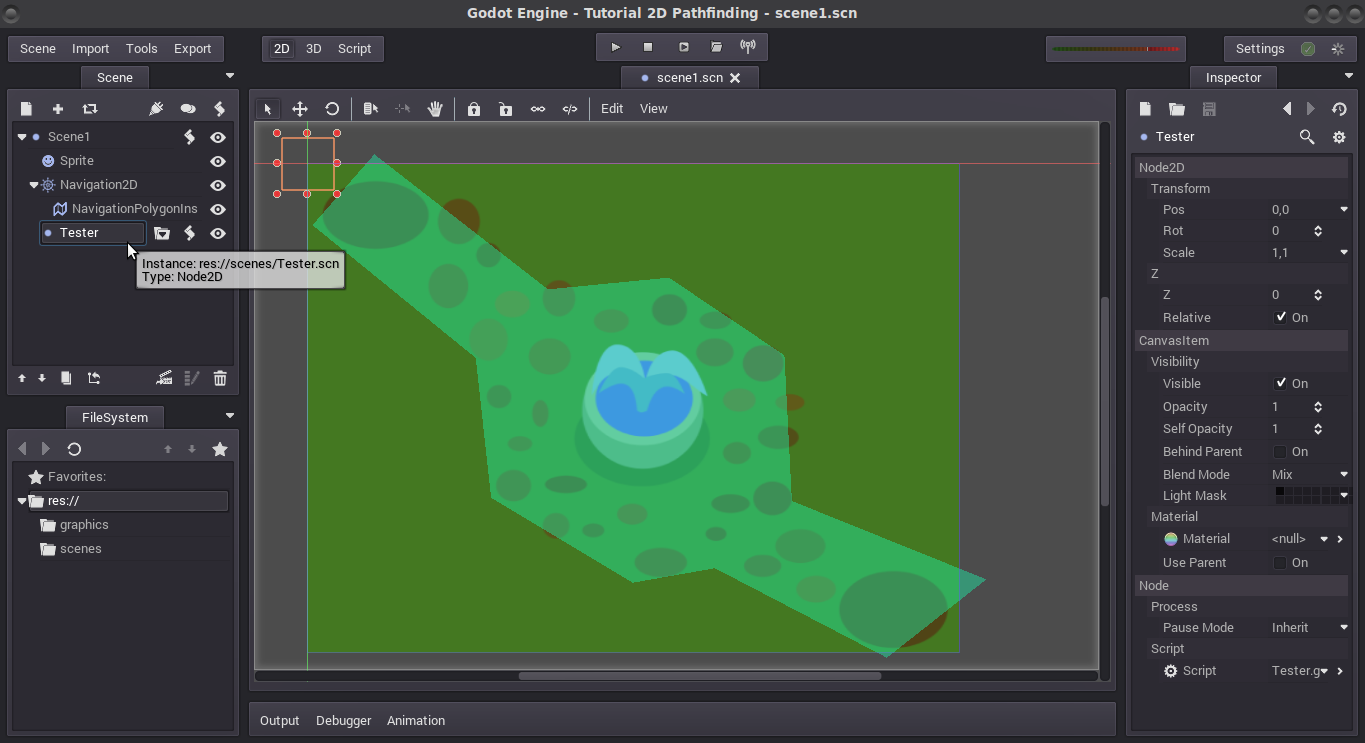 Godot Engine - Tutorial 2D Pathfinding - scene1.scn
Scene Import Tools Export
2D 3D Script
Settings
Scene
scene1.scn
Inspector
Edit View
Scene1
Sprite
Navigation2D
NavigationPolygonIns
Tester
Instance: res://scenes/Tester.scn
Type: Node2D
FileSystem
Favorites:
res://
graphics
scenes
Output Debugger Animation
Tester
Node2D
Transform
Pos 0,0
Rot 0
Scale 1,1
Z
Z 0
Relative On
CanvasItem
Visibility
Visible On
Opacity 1
Self Opacity 1
Behind Parent On
Blend Mode Mix
Light Mask
Material
Material <null>
Use Parent On
Node
Process
Pause Mode Inherit
Script
Script Tester.g